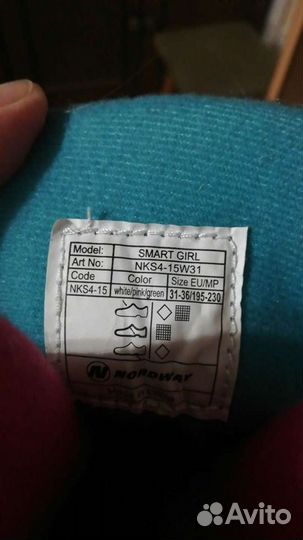 Model: SMART GIRL
Art No: NKS4-15W31
Code Color Size EU/MP
NKS4-15 white/pink/green 31-36/195-230
NORDWAY
Avito